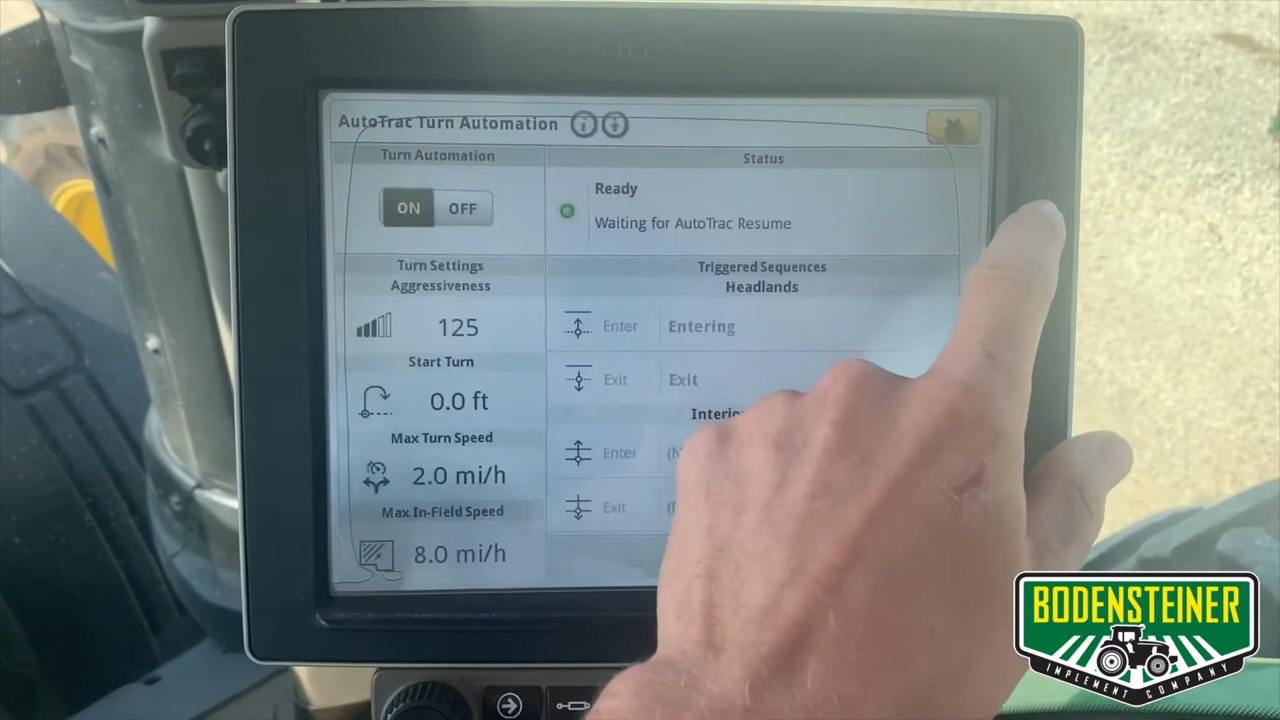 AutoTrac Turn Automation
Turn Automation
ON OFF
Status
Ready
Waiting for AutoTrac Resume
Turn Settings
Aggressiveness
125
Start Turn
0.0 ft
Max Turn Speed
2.0 mi/h
Max In-Field Speed
8.0 mi/h
Triggered Sequences
Headlands
Enter Entering
Exit Exit
Enter
Exit
BODENSTEINER
IMPLEMENT COMPANY